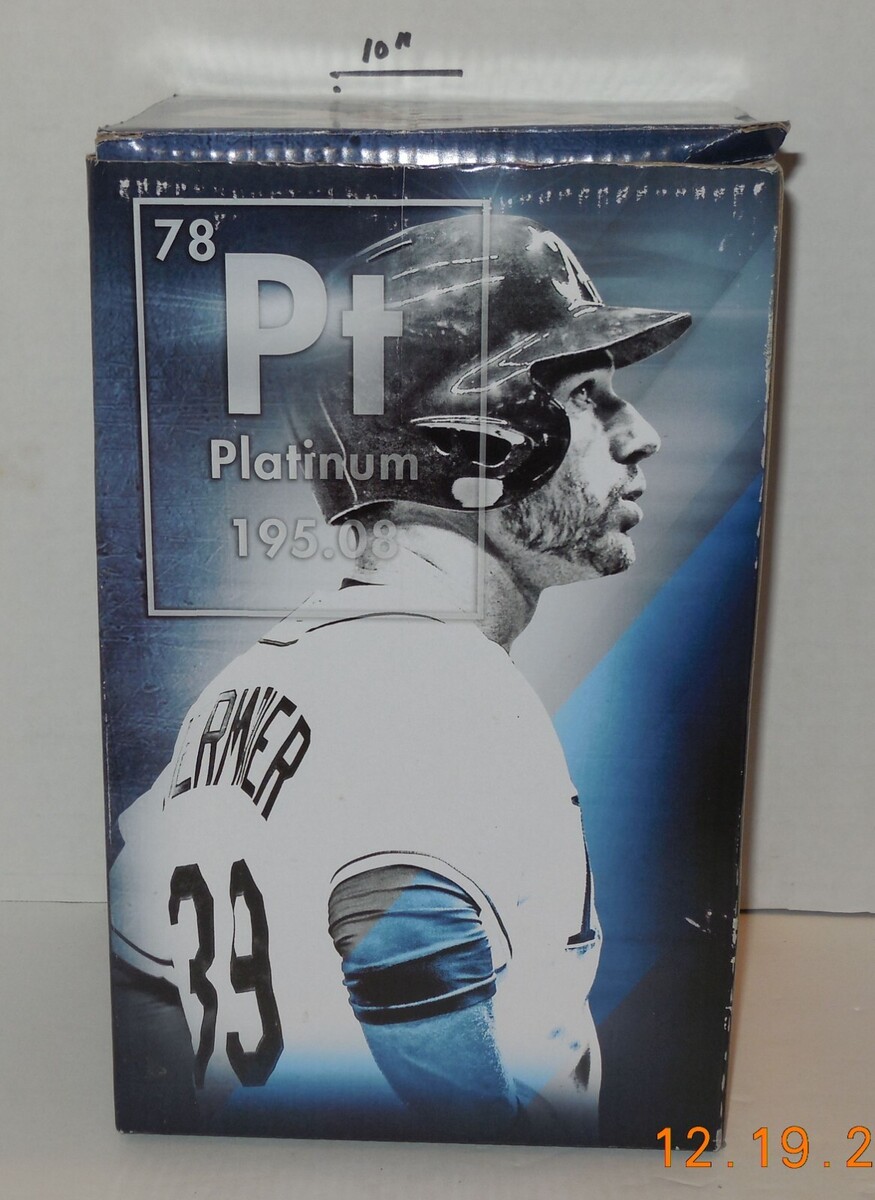 10"
78
Pt
Platinum
195.08
ERMIER
39
12.19.2